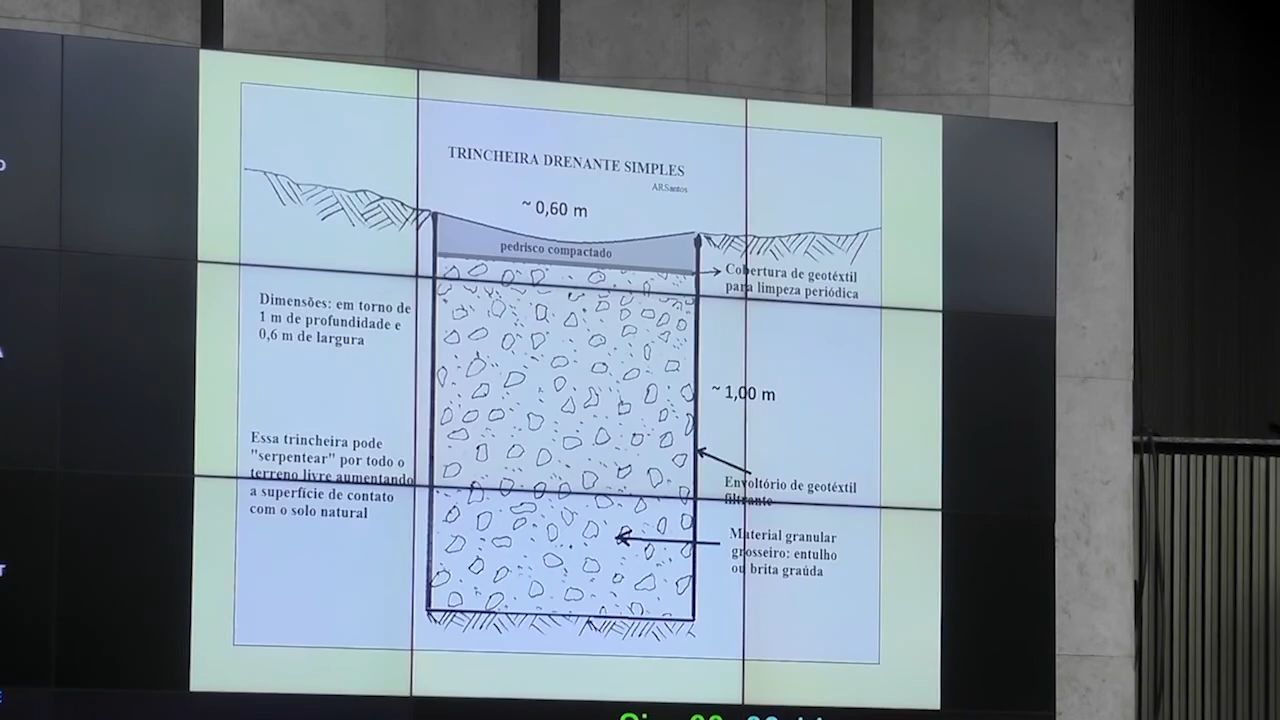 TRINCHEIRA DRENANTE SIMPLES
ARSantos
~ 0,60 m
pedrisco compactado
Cobertura de geotéxtil
para limpeza periódica
Dimensões: em torno de
1 m de profundidade e
0,6 m de largura
~ 1,00 m
Essa trincheira pode
"serpentear" por todo o
terreno livre aumentando
a superfície de contato
com o solo natural
Envoltório de geotéxtil
filtrante
Material granular
grosseiro: entulho
ou brita graúda